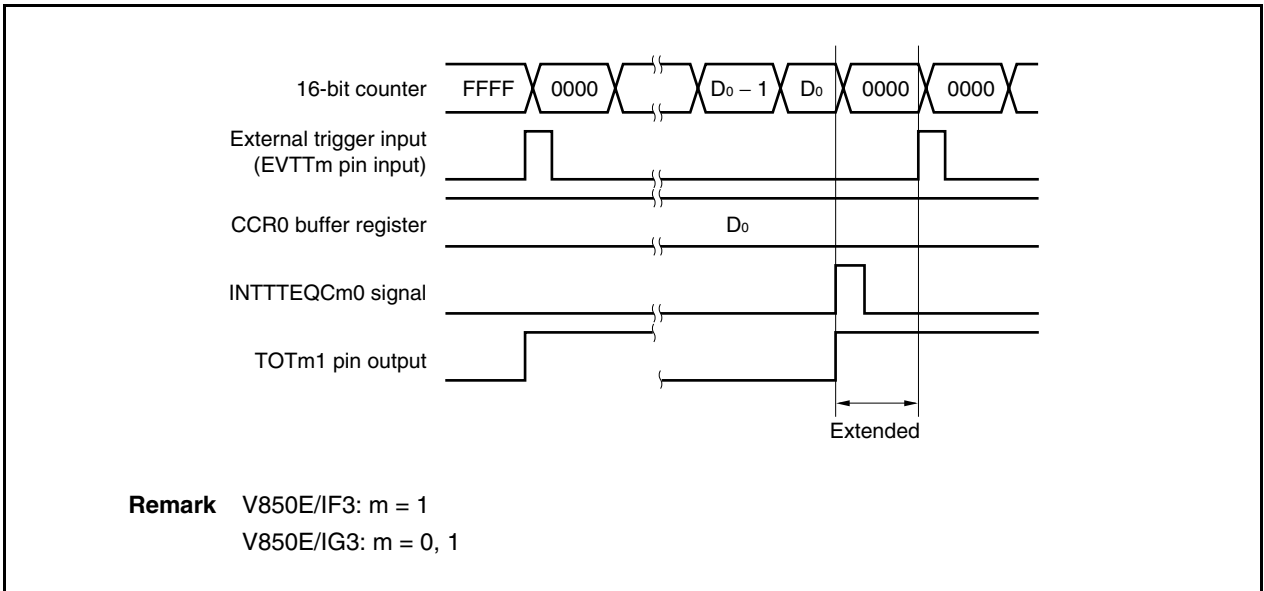 16-bit counter FFFF 0000 D0 − 1 D0 0000 0000
External trigger input
(EVTTm pin input)
CCR0 buffer register D0
INTTTEQCm0 signal
TOTm1 pin output
Extended
Remark V850E/IF3: m = 1
V850E/IG3: m = 0, 1